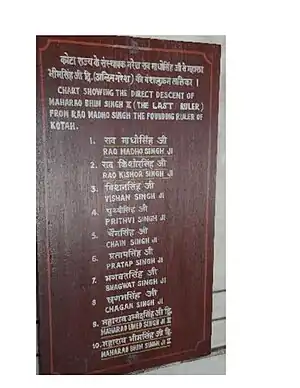 कोटा राज्य के संस्थापक नरेश राव माधोसिंह जी से महाराव
भीमसिंह जी द्वि. (अन्तिम नरेश) की वंशानुक्रम तालिका ।
CHART SHOWING THE DIRECT DESCENT OF
MAHARAO BHIM SINGH II (THE LAST RULER)
FROM RAO MADHO SINGH THE FOUNDING RULER OF
KOTAH.
1. राव माधोसिंह जी
RAO MADHO SINGH JI
2. राव किशोरसिंह जी
RAO KISHOR SINGH JI
3. विशनसिंह जी
VISHAN SINGH JI
4. पृथ्वीसिंह जी
PRITHVI SINGH JI
5. चैनसिंह जी
CHAIN SINGH JI
6. प्रतापसिंह जी
PRATAP SINGH JI
7. भगवतसिंह जी
BHAGWAT SINGH JI
8 छगनसिंह जी
CHAGAN SINGH JI
9. महाराव उम्मेदसिंह जी द्वि.
MAHARAO UMED SINGH JI II
10. महाराव भीमसिंह जी द्वि.
MAHARAO BHIM SINGH JI II